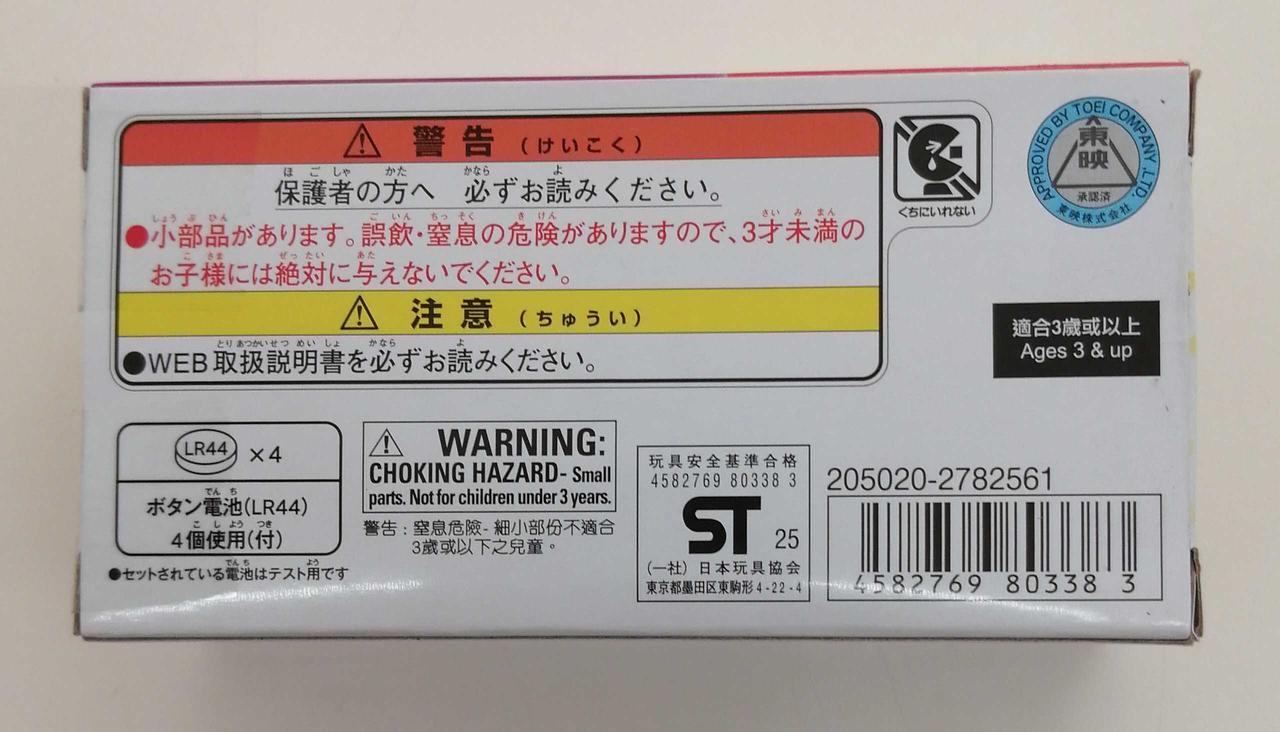 警告（けいこく）
保護者の方へ 必ずお読みください。
●小部品があります。誤飲・窒息の危険がありますので、3才未満の
お子様には絶対に与えないでください。
注意（ちゅうい）
●WEB取扱説明書を必ずお読みください。
くちにいれない
APPROVED BY TOEI COMPANY, LTD.
東映
承認済
東映株式会社
適合3歲或以上
Ages 3 & up
LR44 ×4
ボタン電池(LR44)
4個使用(付)
●セットされている電池はテスト用です
WARNING:
CHOKING HAZARD- Small
parts. Not for children under 3 years.
警告：窒息危險- 細小部份不適合
3歲或以下之兒童。
玩具安全基準合格
4582769 80338 3
ST 25
(一社) 日本玩具協会
東京都墨田区東駒形4-22-4
205020-2782561
4582769 80338 3